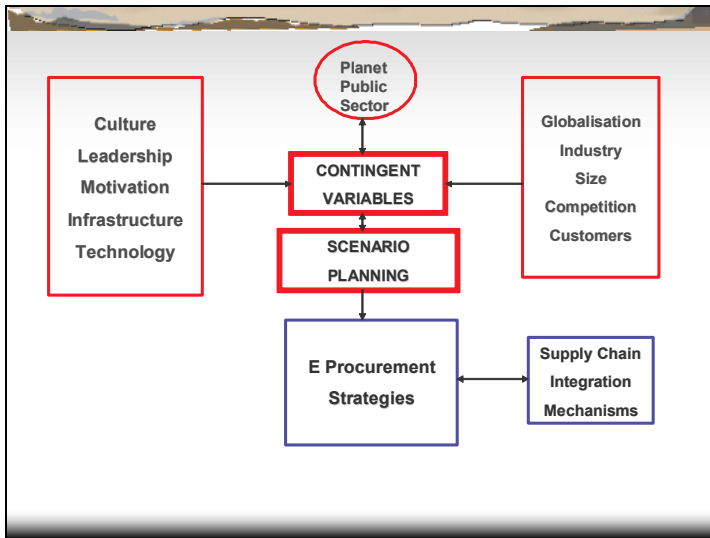 Planet
Public
Sector
Culture
Leadership
Motivation
Infrastructure
Technology
CONTINGENT
VARIABLES
Globalisation
Industry
Size
Competition
Customers
SCENARIO
PLANNING
E Procurement
Strategies
Supply Chain
Integration
Mechanisms